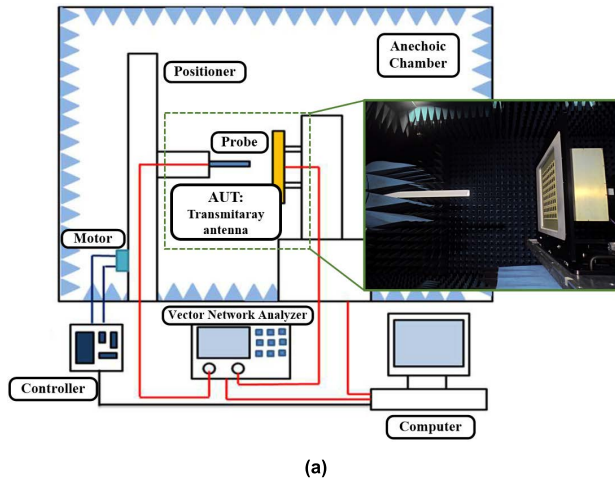 Anechoic
Chamber
Positioner
Probe
AUT:
Transmitaray
antenna
Motor
Vector Network Analyzer
Controller
Computer
(a)